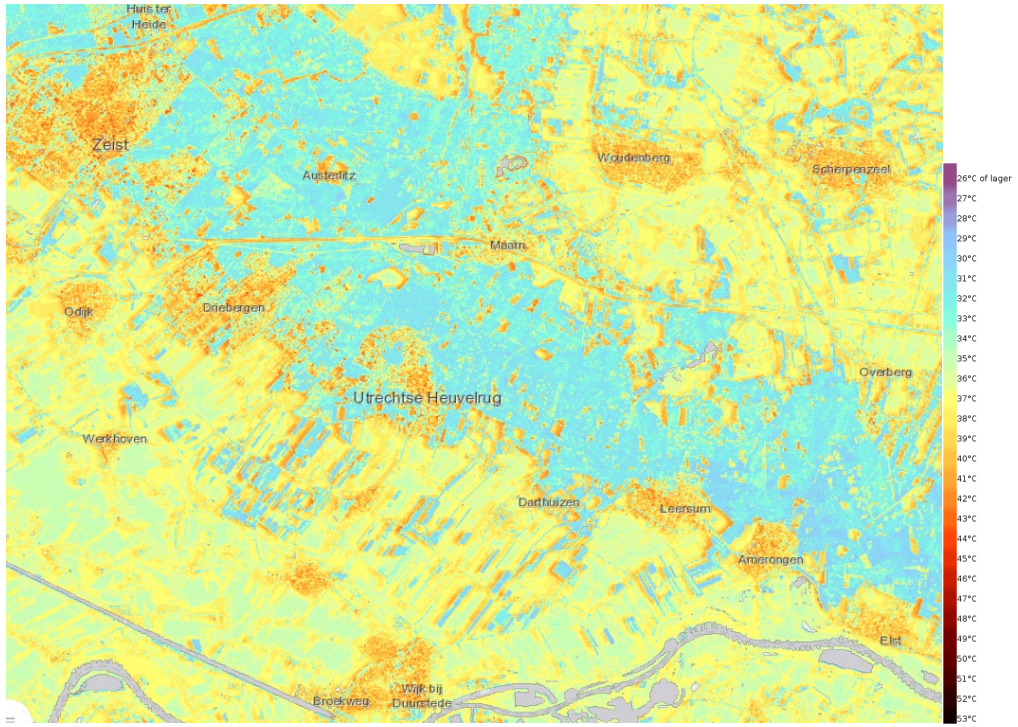 Huis ter
Heide
Zeist
Austerlitz
Woudenberg
Scherpenzeel
Maarn
Odijk
Driebergen
Overberg
Utrechtse Heuvelrug
Werkhoven
Darthuizen
Leersum
Amerongen
Elst
Broekweg
Wijk bij
Duurstede
26°C of lager
27°C
28°C
29°C
30°C
31°C
32°C
33°C
34°C
35°C
36°C
37°C
38°C
39°C
40°C
41°C
42°C
43°C
44°C
45°C
46°C
47°C
48°C
49°C
50°C
51°C
52°C
53°C